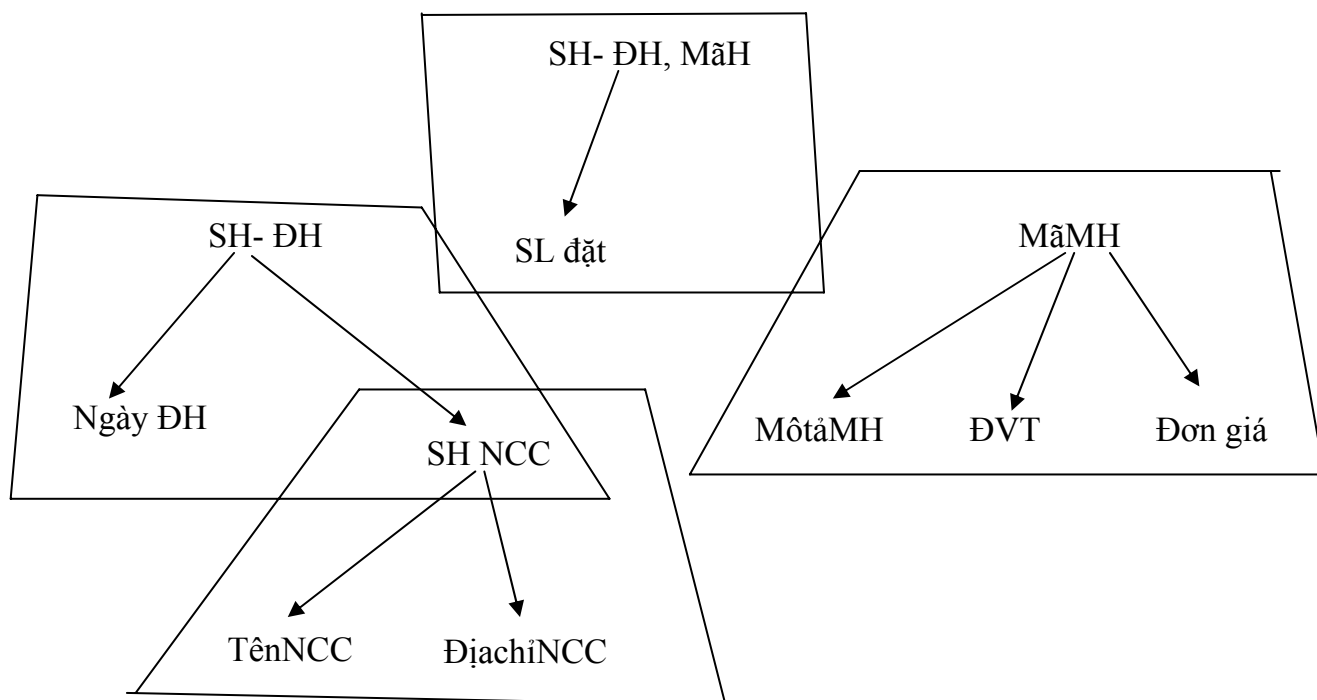 SH- ĐH, MãH
SH- ĐH
SL đặt
MãMH
Ngày ĐH
SH NCC
MôtảMH
ĐVT
Đơn giá
TênNCC
ĐịachỉNCC